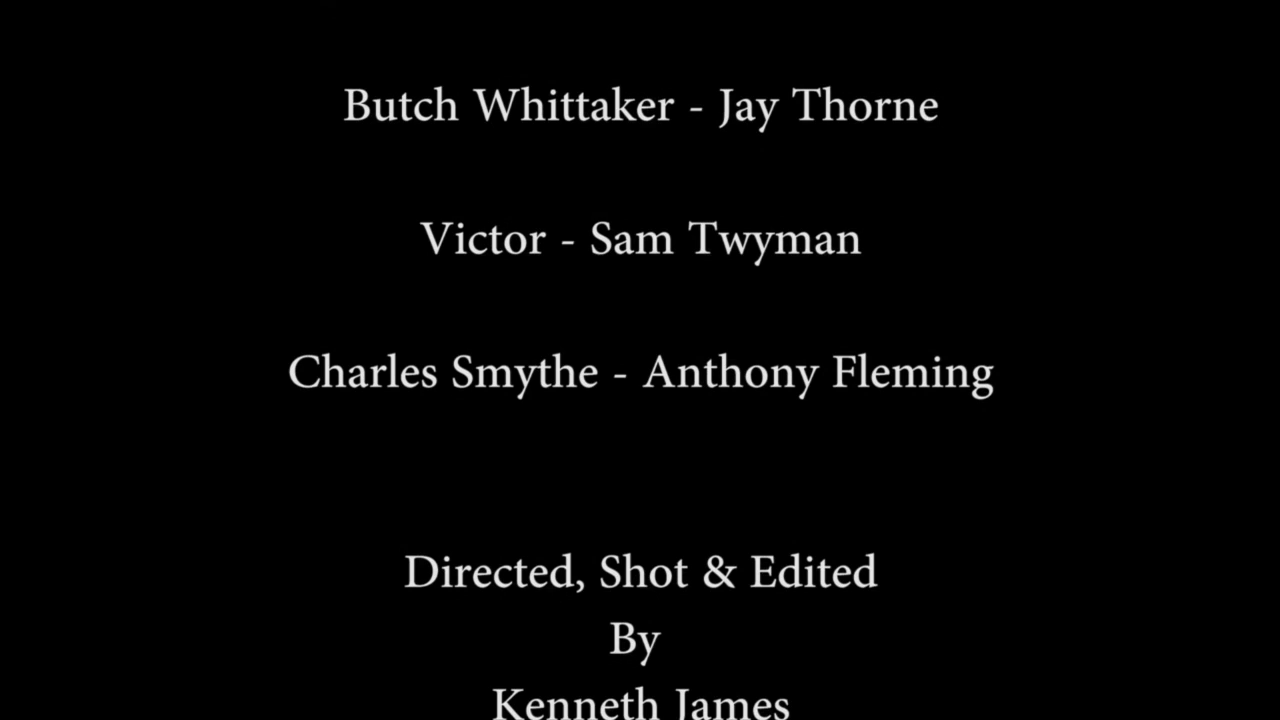 Butch Whittaker - Jay Thorne
Victor - Sam Twyman
Charles Smythe - Anthony Fleming
Directed, Shot & Edited
By
Kenneth James